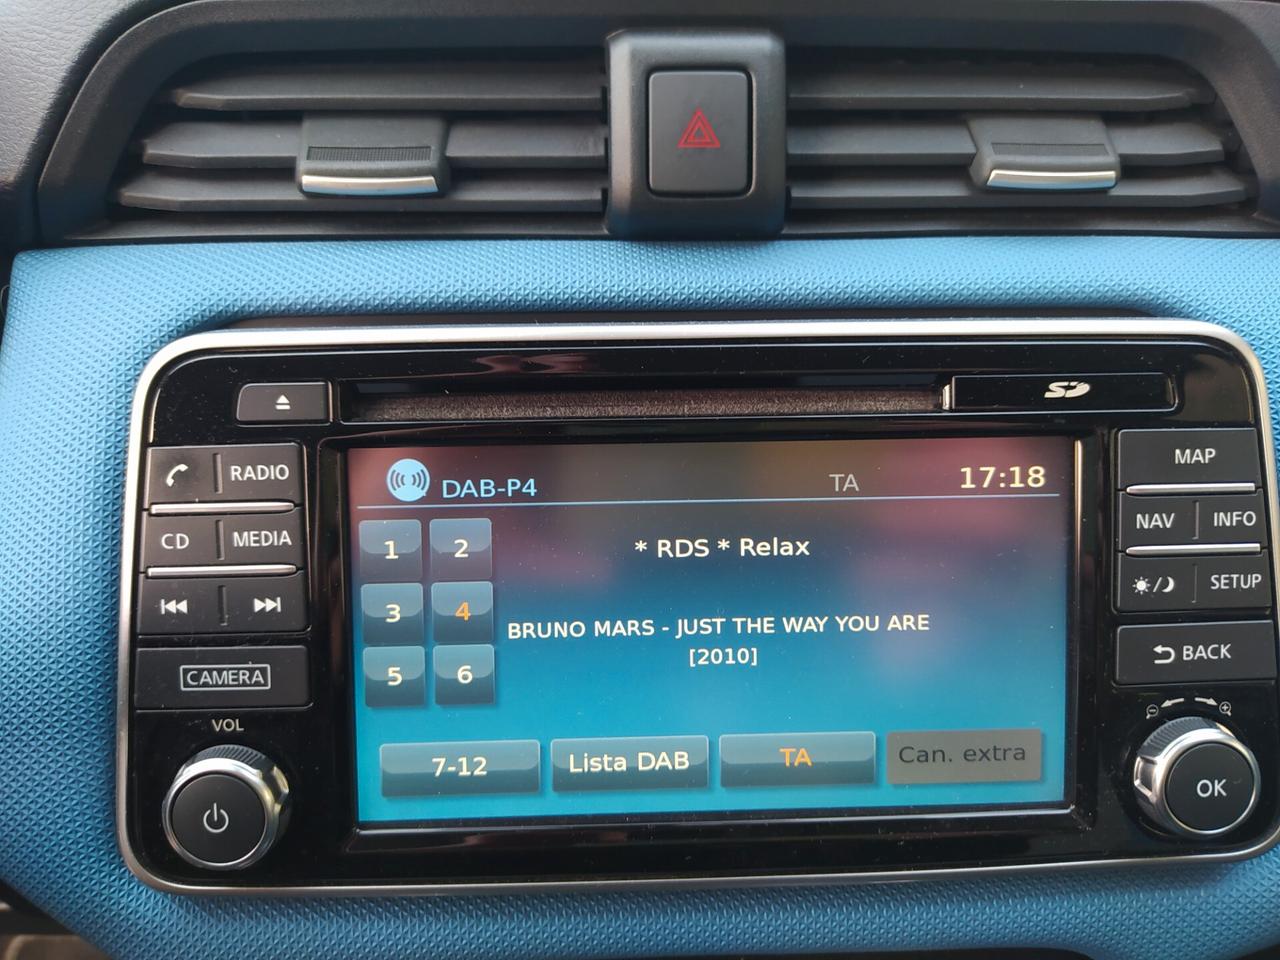 SD
RADIO
CD MEDIA
CAMERA
VOL
DAB-P4 TA 17:18
1 2
* RDS * Relax
3 4
BRUNO MARS - JUST THE WAY YOU ARE
[2010]
5 6
7-12 Lista DAB TA Can. extra
MAP
NAV INFO
SETUP
BACK
OK